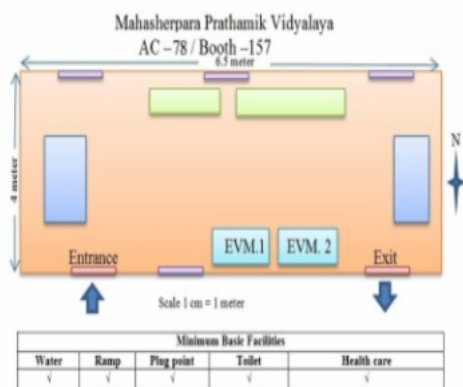 Mahasherpara Prathamik Vidyalaya
AC –78 / Booth –157
6.5 meter
4 meter
N
EVM.1 EVM. 2
Entrance Exit
Scale 1 cm = 1 meter
Minimum Basic Facilities
Water Ramp Plug point Toilet Health care
√ √ √ √ √